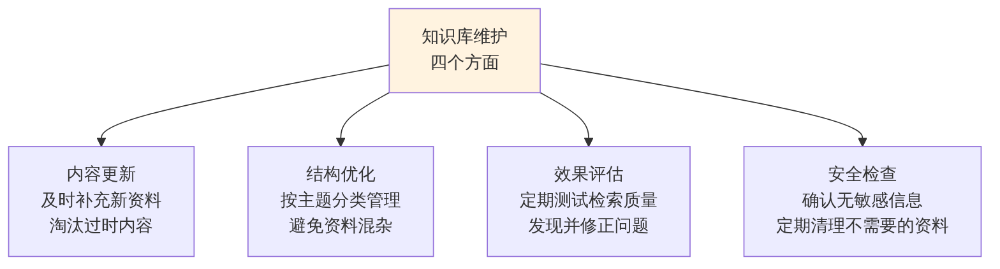 知识库维护
四个方面
内容更新
及时补充新资料
淘汰过时内容
结构优化
按主题分类管理
避免资料混杂
效果评估
定期测试检索质量
发现并修正问题
安全检查
确认无敏感信息
定期清理不需要的资料